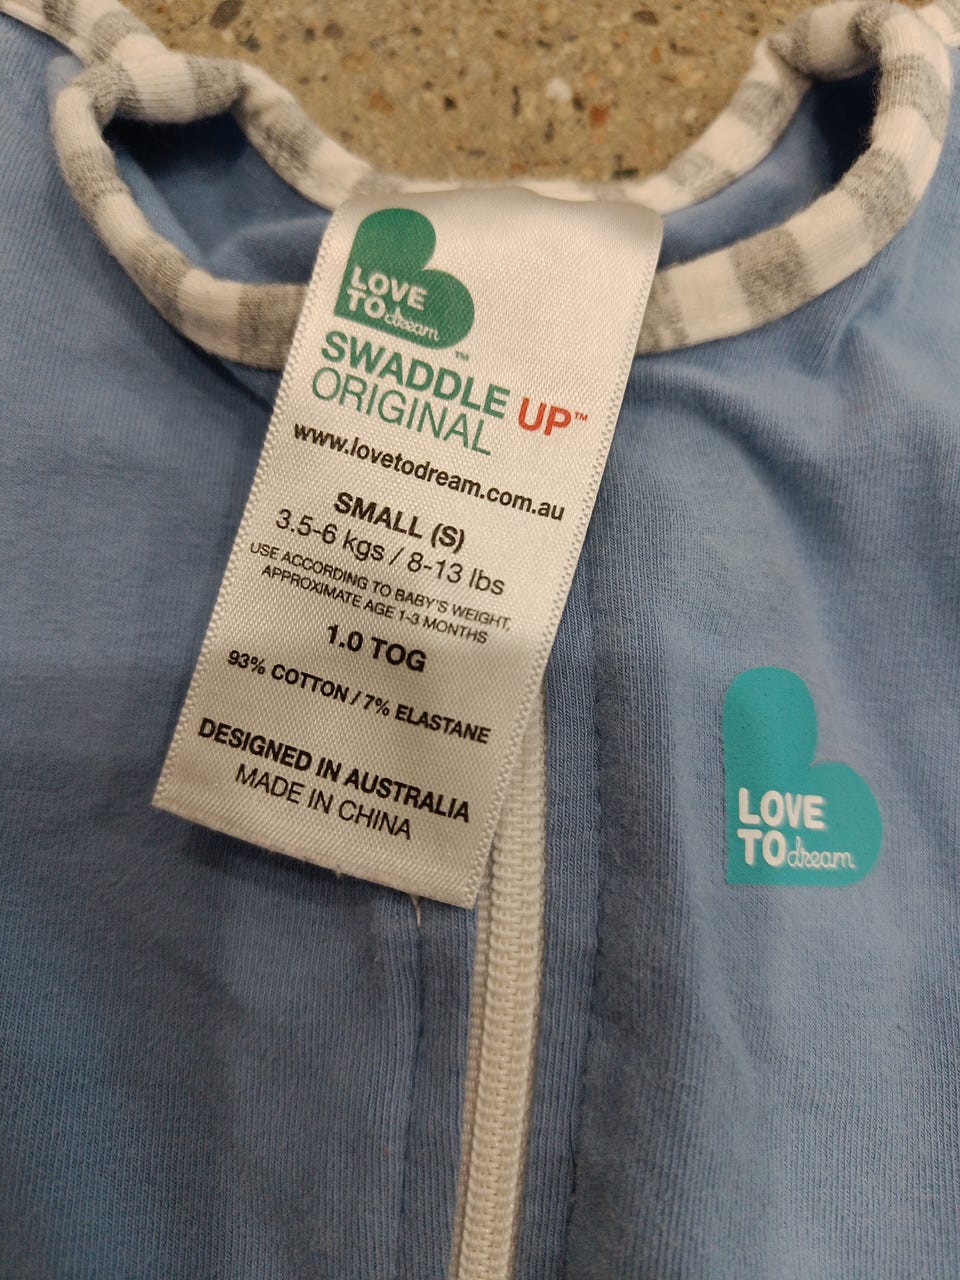 LOVE
TO dream™
SWADDLE UP™
ORIGINAL
www.lovetodream.com.au
SMALL (S)
3.5-6 kgs / 8-13 lbs
USE ACCORDING TO BABY'S WEIGHT,
APPROXIMATE AGE 1-3 MONTHS
1.0 TOG
93% COTTON / 7% ELASTANE
DESIGNED IN AUSTRALIA
MADE IN CHINA
LOVE
TO dream